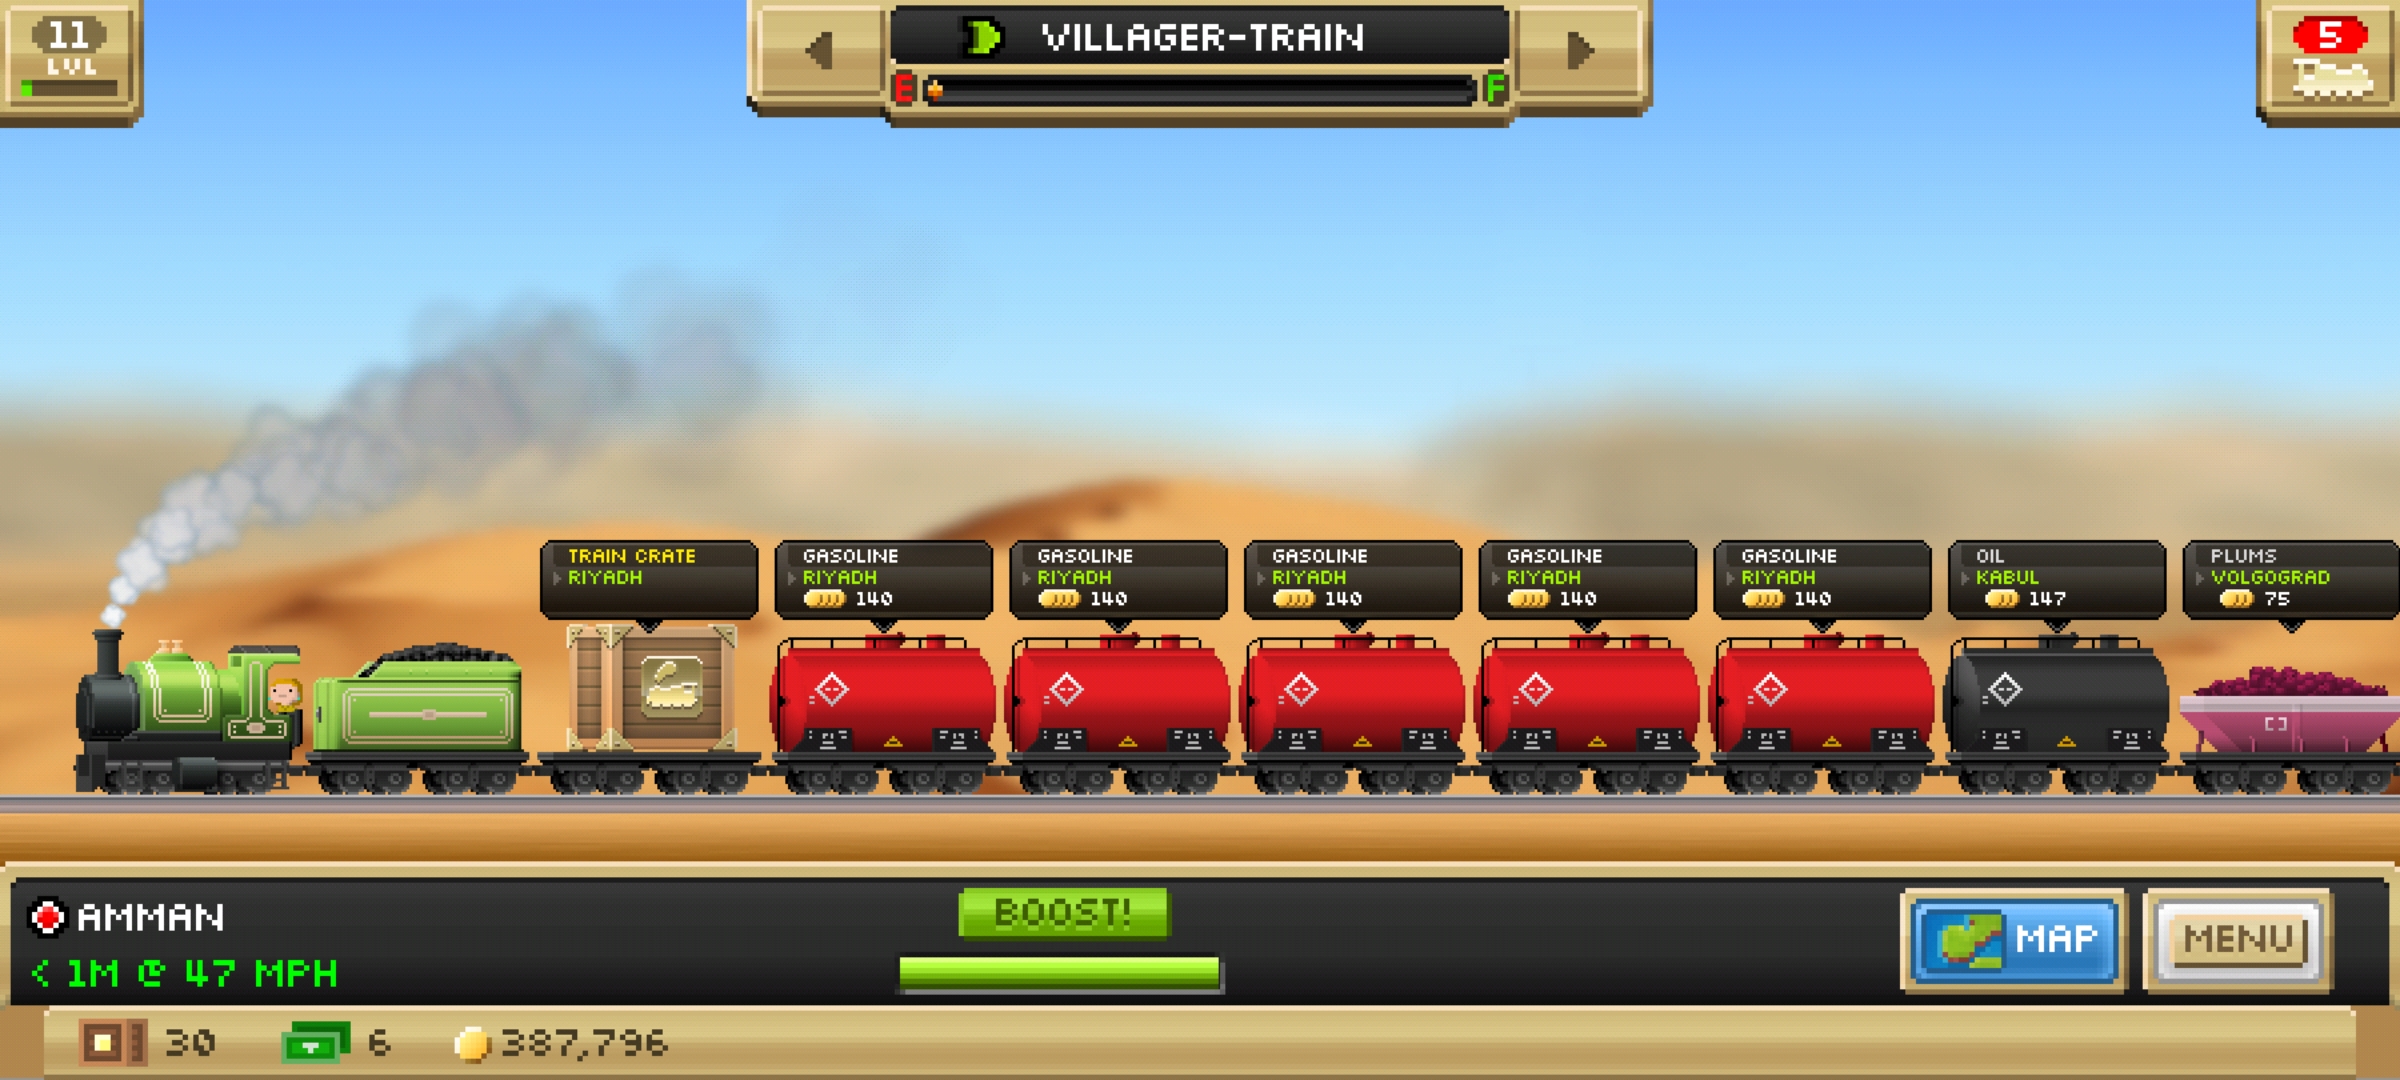 11
LVL
VILLAGER-TRAIN
E
F
5
TRAIN CRATE
RIYADH
GASOLINE
RIYADH
140
GASOLINE
RIYADH
140
GASOLINE
RIYADH
140
GASOLINE
RIYADH
140
GASOLINE
RIYADH
140
OIL
KABUL
147
PLUMS
VOLGOGRAD
75
AMMAN
< 1M @ 47 MPH
BOOST!
MAP
MENU
30
6
387,796